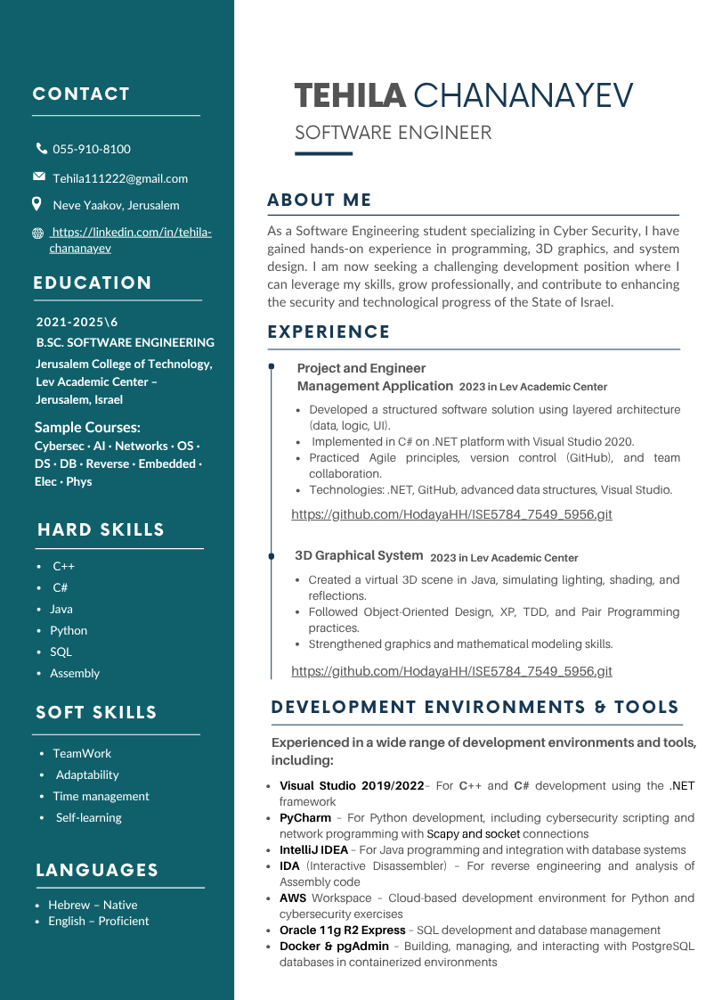 CONTACT
055-910-8100
Tehila111222@gmail.com
Neve Yaakov, Jerusalem
https://linkedin.com/in/tehila-
chananayev
EDUCATION
2021-2025\6
B.SC. SOFTWARE ENGINEERING
Jerusalem College of Technology,
Lev Academic Center –
Jerusalem, Israel
Sample Courses:
Cybersec · AI · Networks · OS ·
DS · DB · Reverse · Embedded ·
Elec · Phys
HARD SKILLS
• C++
• C#
• Java
• Python
• SQL
• Assembly
SOFT SKILLS
• TeamWork
• Adaptability
• Time management
• Self-learning
LANGUAGES
• Hebrew – Native
• English – Proficient
TEHILA CHANANAYEV
SOFTWARE ENGINEER
ABOUT ME
As a Software Engineering student specializing in Cyber Security, I have
gained hands-on experience in programming, 3D graphics, and system
design. I am now seeking a challenging development position where I
can leverage my skills, grow professionally, and contribute to enhancing
the security and technological progress of the State of Israel.
EXPERIENCE
Project and Engineer
Management Application 2023 in Lev Academic Center
• Developed a structured software solution using layered architecture
(data, logic, UI).
• Implemented in C# on .NET platform with Visual Studio 2020.
• Practiced Agile principles, version control (GitHub), and team
collaboration.
• Technologies: .NET, GitHub, advanced data structures, Visual Studio.
https://github.com/HodayaHH/ISE5784_7549_5956.git
3D Graphical System 2023 in Lev Academic Center
• Created a virtual 3D scene in Java, simulating lighting, shading, and
reflections.
• Followed Object-Oriented Design, XP, TDD, and Pair Programming
practices.
• Strengthened graphics and mathematical modeling skills.
https://github.com/HodayaHH/ISE5784_7549_5956.git
DEVELOPMENT ENVIRONMENTS & TOOLS
Experienced in a wide range of development environments and tools,
including:
• Visual Studio 2019/2022– For C++ and C# development using the .NET
framework
• PyCharm – For Python development, including cybersecurity scripting and
network programming with Scapy and socket connections
• IntelliJ IDEA – For Java programming and integration with database systems
• IDA (Interactive Disassembler) – For reverse engineering and analysis of
Assembly code
• AWS Workspace – Cloud-based development environment for Python and
cybersecurity exercises
• Oracle 11g R2 Express – SQL development and database management
• Docker & pgAdmin – Building, managing, and interacting with PostgreSQL
databases in containerized environments